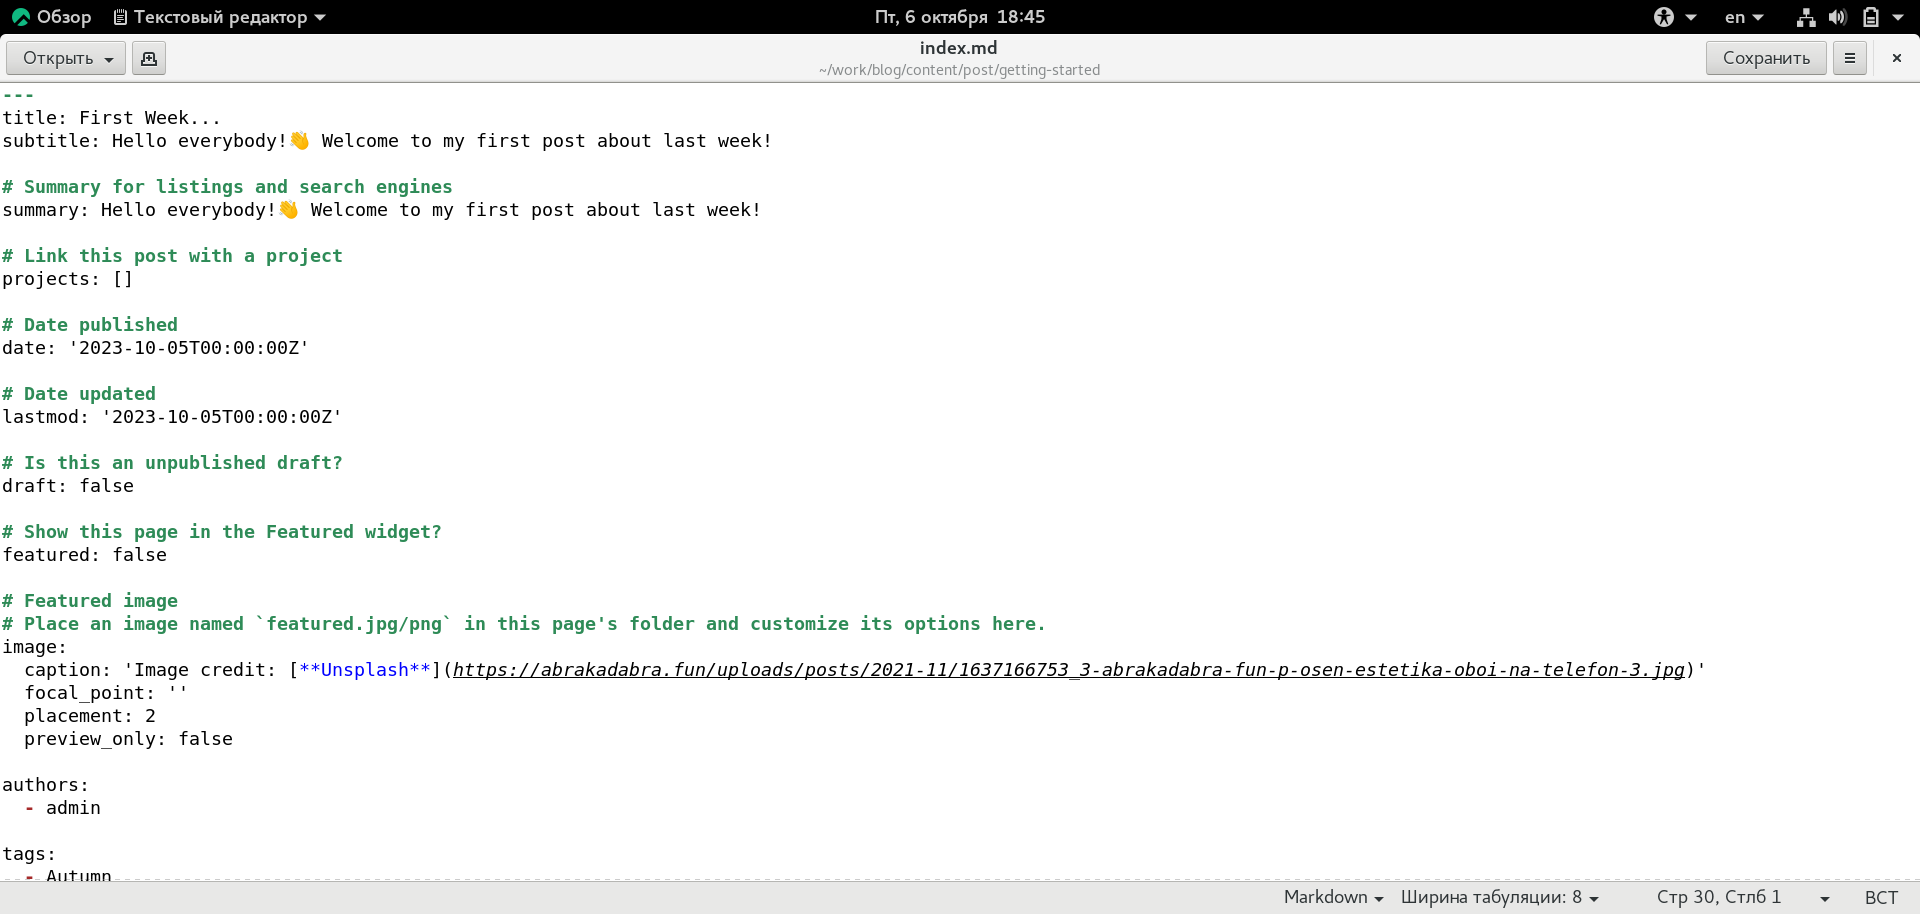 Обзор Текстовый редактор Пт, 6 октября 18:45 en
Открыть index.md Сохранить
~/work/blog/content/post/getting-started
---
title: First Week...
subtitle: Hello everybody!👋 Welcome to my first post about last week!
# Summary for listings and search engines
summary: Hello everybody!👋 Welcome to my first post about last week!
# Link this post with a project
projects: []
# Date published
date: '2023-10-05T00:00:00Z'
# Date updated
lastmod: '2023-10-05T00:00:00Z'
# Is this an unpublished draft?
draft: false
# Show this page in the Featured widget?
featured: false
# Featured image
# Place an image named `featured.jpg/png` in this page's folder and customize its options here.
image:
  caption: 'Image credit: [**Unsplash**](https://abrakadabra.fun/uploads/posts/2021-11/1637166753_3-abrakadabra-fun-p-osen-estetika-oboi-na-telefon-3.jpg)'
  focal_point: ''
  placement: 2
  preview_only: false
authors:
  - admin
tags:
  - Autumn
Markdown Ширина табуляции: 8 Стр 30, Стлб 1 ВСТ